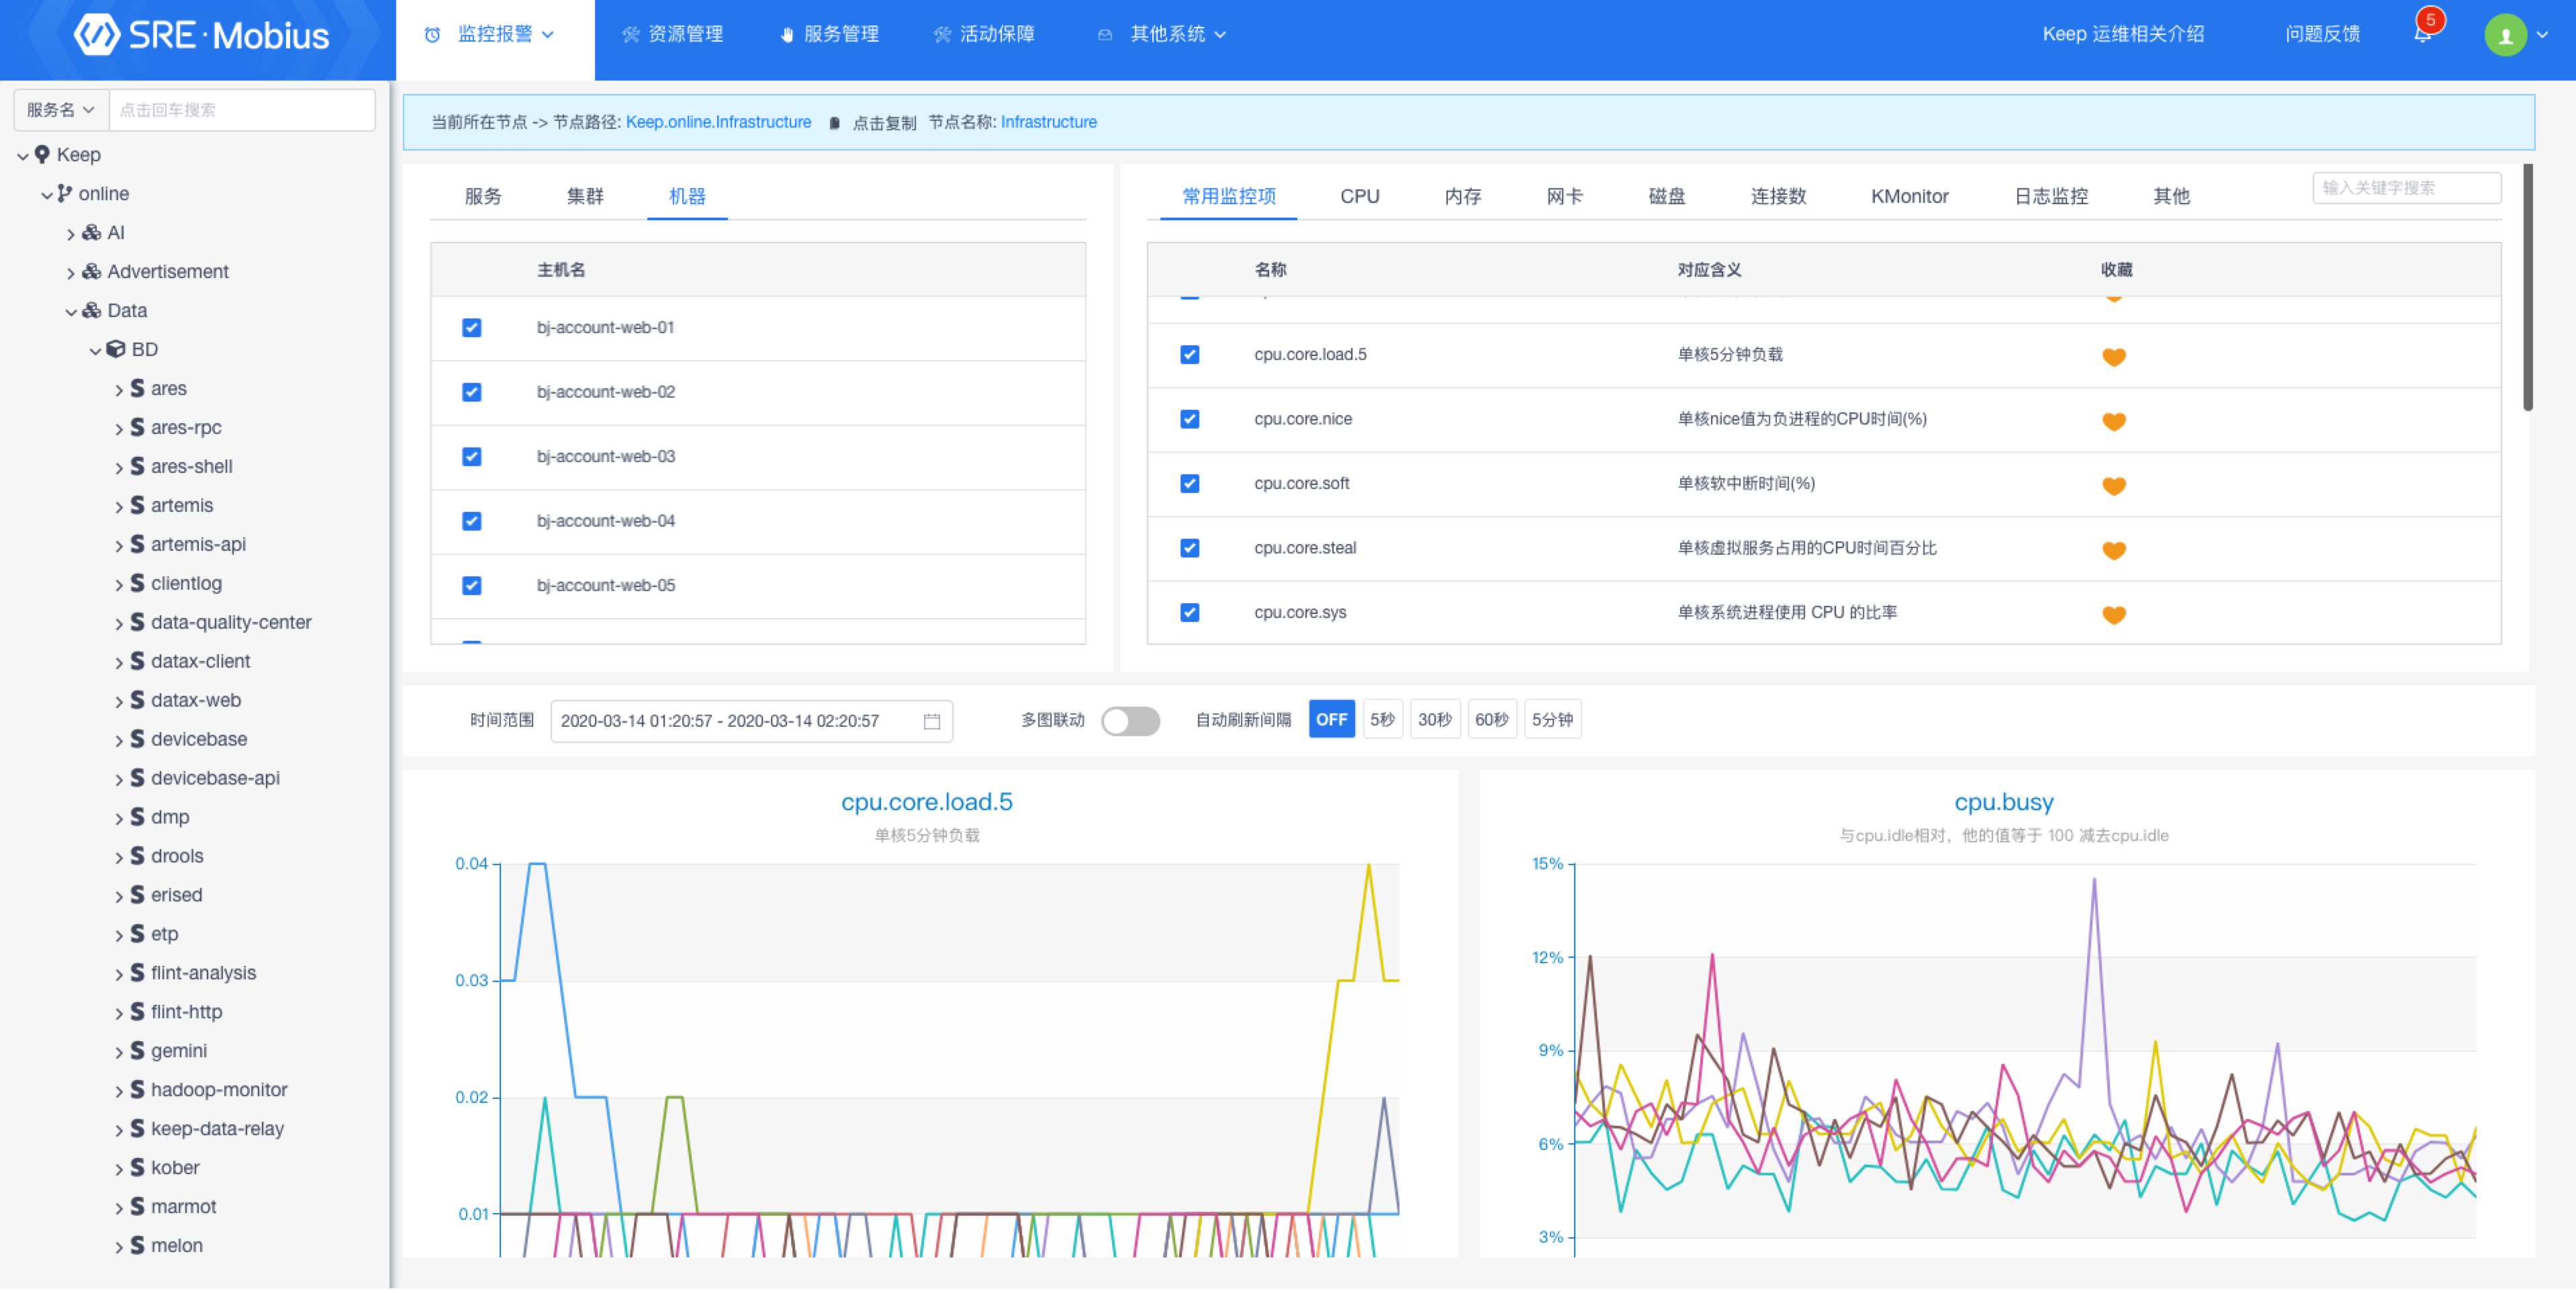 SRE·Mobius
监控报警
资源管理
服务管理
活动保障
其他系统
Keep 运维相关介绍
问题反馈
5
服务名
点击回车搜索
Keep
online
AI
Advertisement
Data
BD
S ares
S ares-rpc
S ares-shell
S artemis
S artemis-api
S clientlog
S data-quality-center
S datax-client
S datax-web
S devicebase
S devicebase-api
S dmp
S drools
S erised
S etp
S flint-analysis
S flint-http
S gemini
S hadoop-monitor
S keep-data-relay
S kober
S marmot
S melon
当前所在节点 -> 节点路径: Keep.online.Infrastructure 点击复制 节点名称: Infrastructure
服务 集群 机器
主机名
bj-account-web-01
bj-account-web-02
bj-account-web-03
bj-account-web-04
bj-account-web-05
常用监控项 CPU 内存 网卡 磁盘 连接数 KMonitor 日志监控 其他
输入关键字搜索
名称 对应含义 收藏
cpu.core.load.5 单核5分钟负载
cpu.core.nice 单核nice值为负进程的CPU时间(%)
cpu.core.soft 单核软中断时间(%)
cpu.core.steal 单核虚拟服务占用的CPU时间百分比
cpu.core.sys 单核系统进程使用 CPU 的比率
时间范围 2020-03-14 01:20:57 - 2020-03-14 02:20:57 多图联动 自动刷新间隔 OFF 5秒 30秒 60秒 5分钟
cpu.core.load.5
单核5分钟负载
0.04
0.03
0.02
0.01
cpu.busy
与cpu.idle相对，他的值等于 100 减去cpu.idle
15%
12%
9%
6%
3%